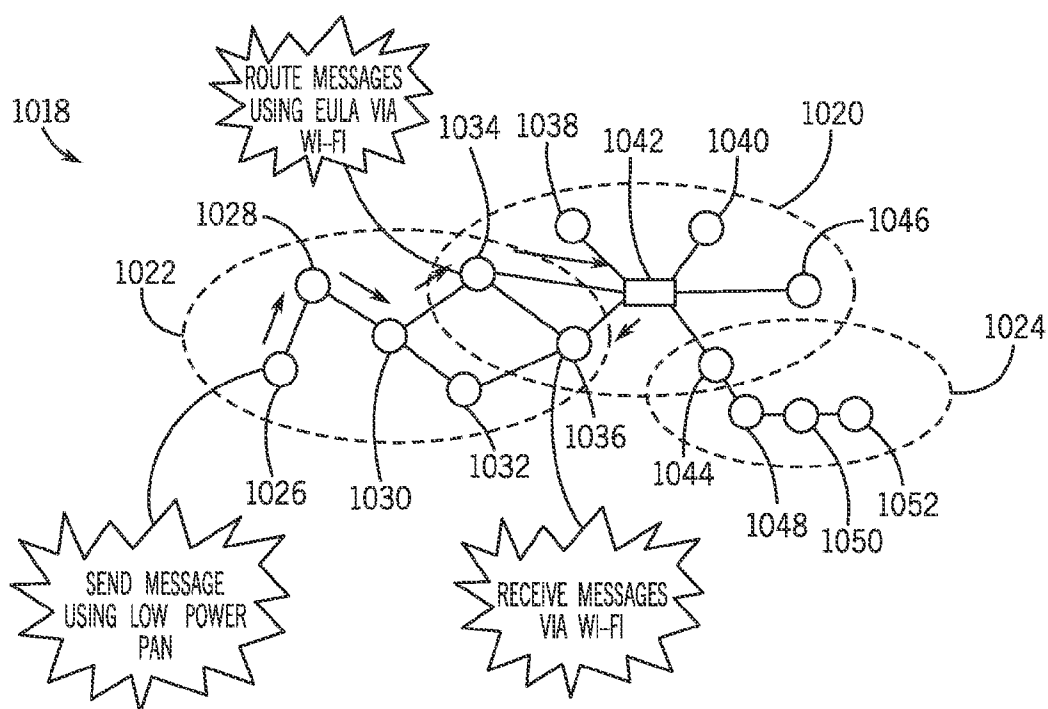 ROUTE MESSAGES
USING EULA VIA
WI-FI
1018
1034
1038
1042
1040
1020
1046
1028
1022
1024
1036
1044
1032
1026
1030
1048
1050
1052
SEND MESSAGE
USING LOW POWER
PAN
RECEIVE MESSAGES
VIA WI-FI